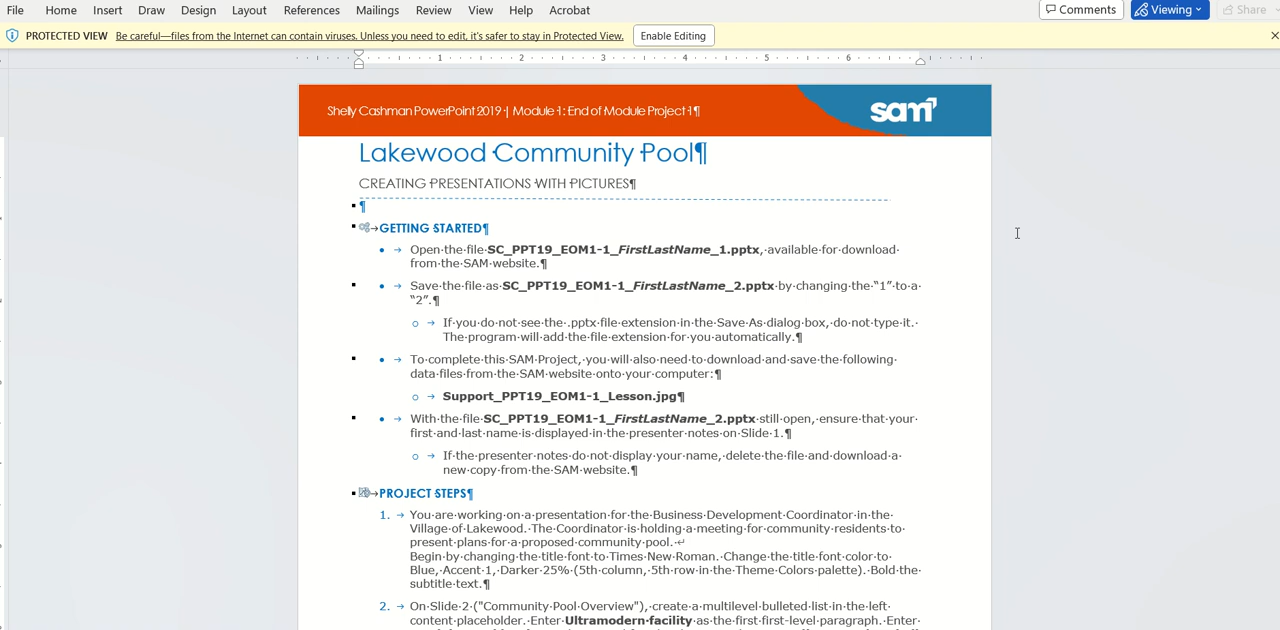 File Home Insert Draw Design Layout References Mailings Review View Help Acrobat Comments Viewing Share
PROTECTED VIEW Be careful—files from the Internet can contain viruses. Unless you need to edit, it's safer to stay in Protected View. Enable Editing
1 2 3 4 5 6
Shelly Cashman PowerPoint 2019 | Module 1: End of Module Project 1¶
sam
Lakewood Community Pool¶
CREATING PRESENTATIONS WITH PICTURES¶
¶
GETTING STARTED¶
• Open the file SC_PPT19_EOM1-1_FirstLastName_1.pptx, available for download
from the SAM website.¶
• Save the file as SC_PPT19_EOM1-1_FirstLastName_2.pptx by changing the “1” to a
“2”.¶
o If you do not see the .pptx file extension in the Save As dialog box, do not type it.
The program will add the file extension for you automatically.¶
• To complete this SAM Project, you will also need to download and save the following
data files from the SAM website onto your computer:¶
o Support_PPT19_EOM1-1_Lesson.jpg¶
• With the file SC_PPT19_EOM1-1_FirstLastName_2.pptx still open, ensure that your
first and last name is displayed in the presenter notes on Slide 1.¶
o If the presenter notes do not display your name, delete the file and download a
new copy from the SAM website.¶
PROJECT STEPS¶
1. You are working on a presentation for the Business Development Coordinator in the
Village of Lakewood. The Coordinator is holding a meeting for community residents to
present plans for a proposed community pool.
Begin by changing the title font to Times New Roman. Change the title font color to
Blue, Accent 1, Darker 25% (5th column, 5th row in the Theme Colors palette). Bold the
subtitle text.¶
2. On Slide 2 ("Community Pool Overview"), create a multilevel bulleted list in the left
content placeholder. Enter Ultramodern facility as the first first-level paragraph. Enter